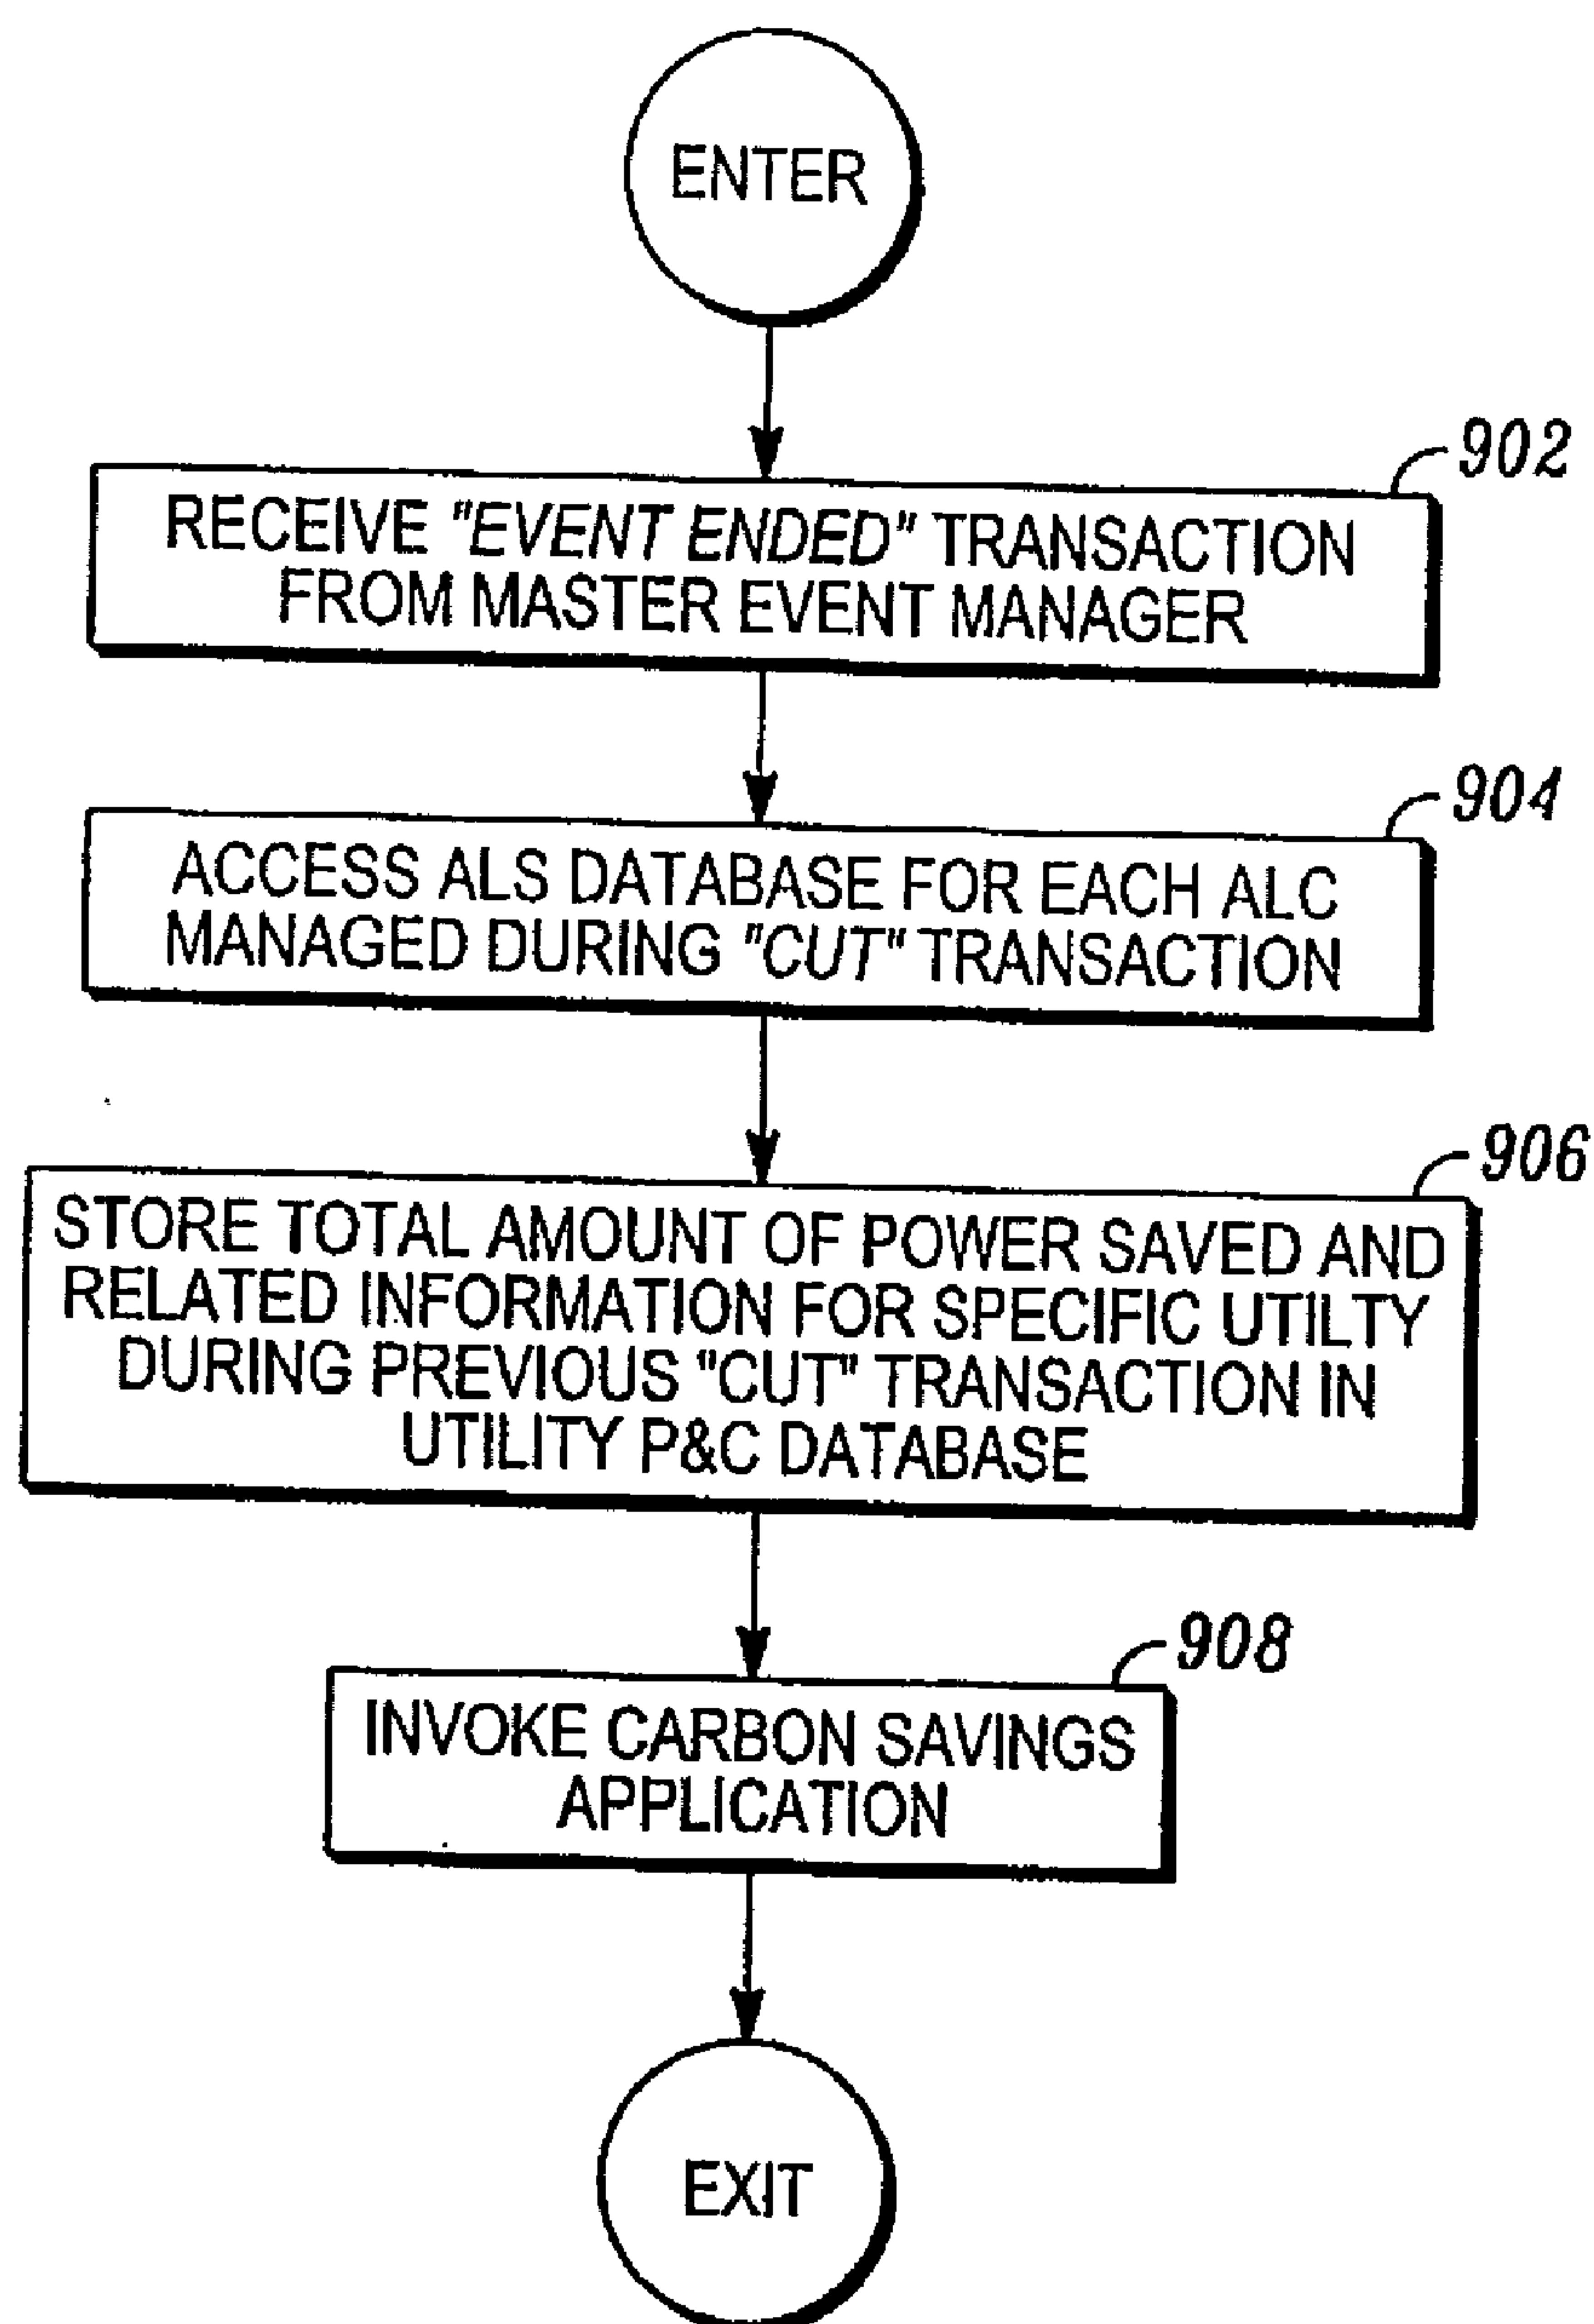 ENTER
902
RECEIVE "EVENT ENDED" TRANSACTION
FROM MASTER EVENT MANAGER
904
ACCESS ALS DATABASE FOR EACH ALC
MANAGED DURING "CUT" TRANSACTION
906
STORE TOTAL AMOUNT OF POWER SAVED AND
RELATED INFORMATION FOR SPECIFIC UTILTY
DURING PREVIOUS "CUT" TRANSACTION IN
UTILITY P&C DATABASE
908
INVOKE CARBON SAVINGS
APPLICATION
EXIT